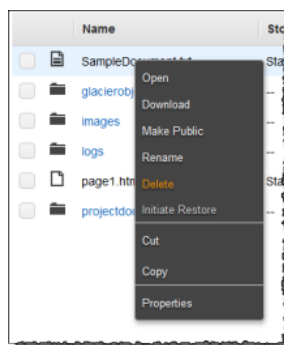 Name
SampleDocument.txt Sta
Open
glacierobj --
Download
images --
Make Public
logs --
Rename
page1.htm Sta
Delete
projectdoc --
Initiate Restore
Cut
Copy
Properties